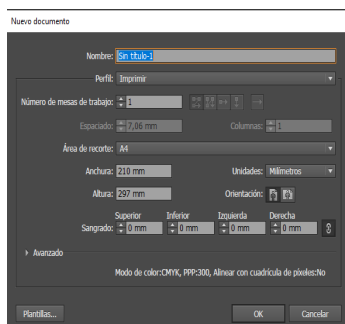 Nuevo documento
Nombre: Sin título-1
Perfil: Imprimir
Número de mesas de trabajo: 1
Espaciado: 7,06 mm Columnas: 1
Área de recorte: A4
Anchura: 210 mm Unidades: Milímetros
Altura: 297 mm Orientación:
Superior Inferior Izquierda Derecha
Sangrado: 0 mm 0 mm 0 mm 0 mm
Avanzado
Modo de color:CMYK, PPP:300, Alinear con cuadrícula de píxeles:No
Plantillas... OK Cancelar